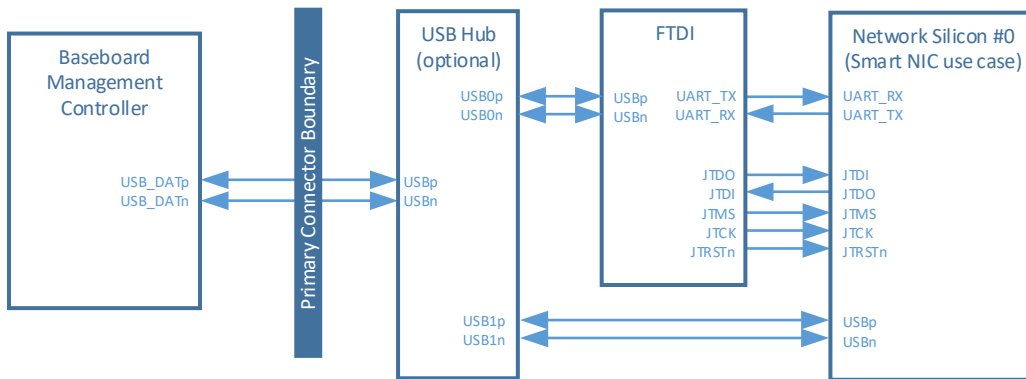 Baseboard
Management
Controller
USB_DATp
USB_DATn
Primary Connector Boundary
USB Hub
(optional)
USB0p
USB0n
USBp
USBn
USB1p
USB1n
FTDI
USBp
USBn
UART_TX
UART_RX
JTDO
JTDI
JTMS
JTCK
JTRSTn
Network Silicon #0
(Smart NIC use case)
UART_RX
UART_TX
JTDI
JTDO
JTMS
JTCK
JTRSTn
USBp
USBn